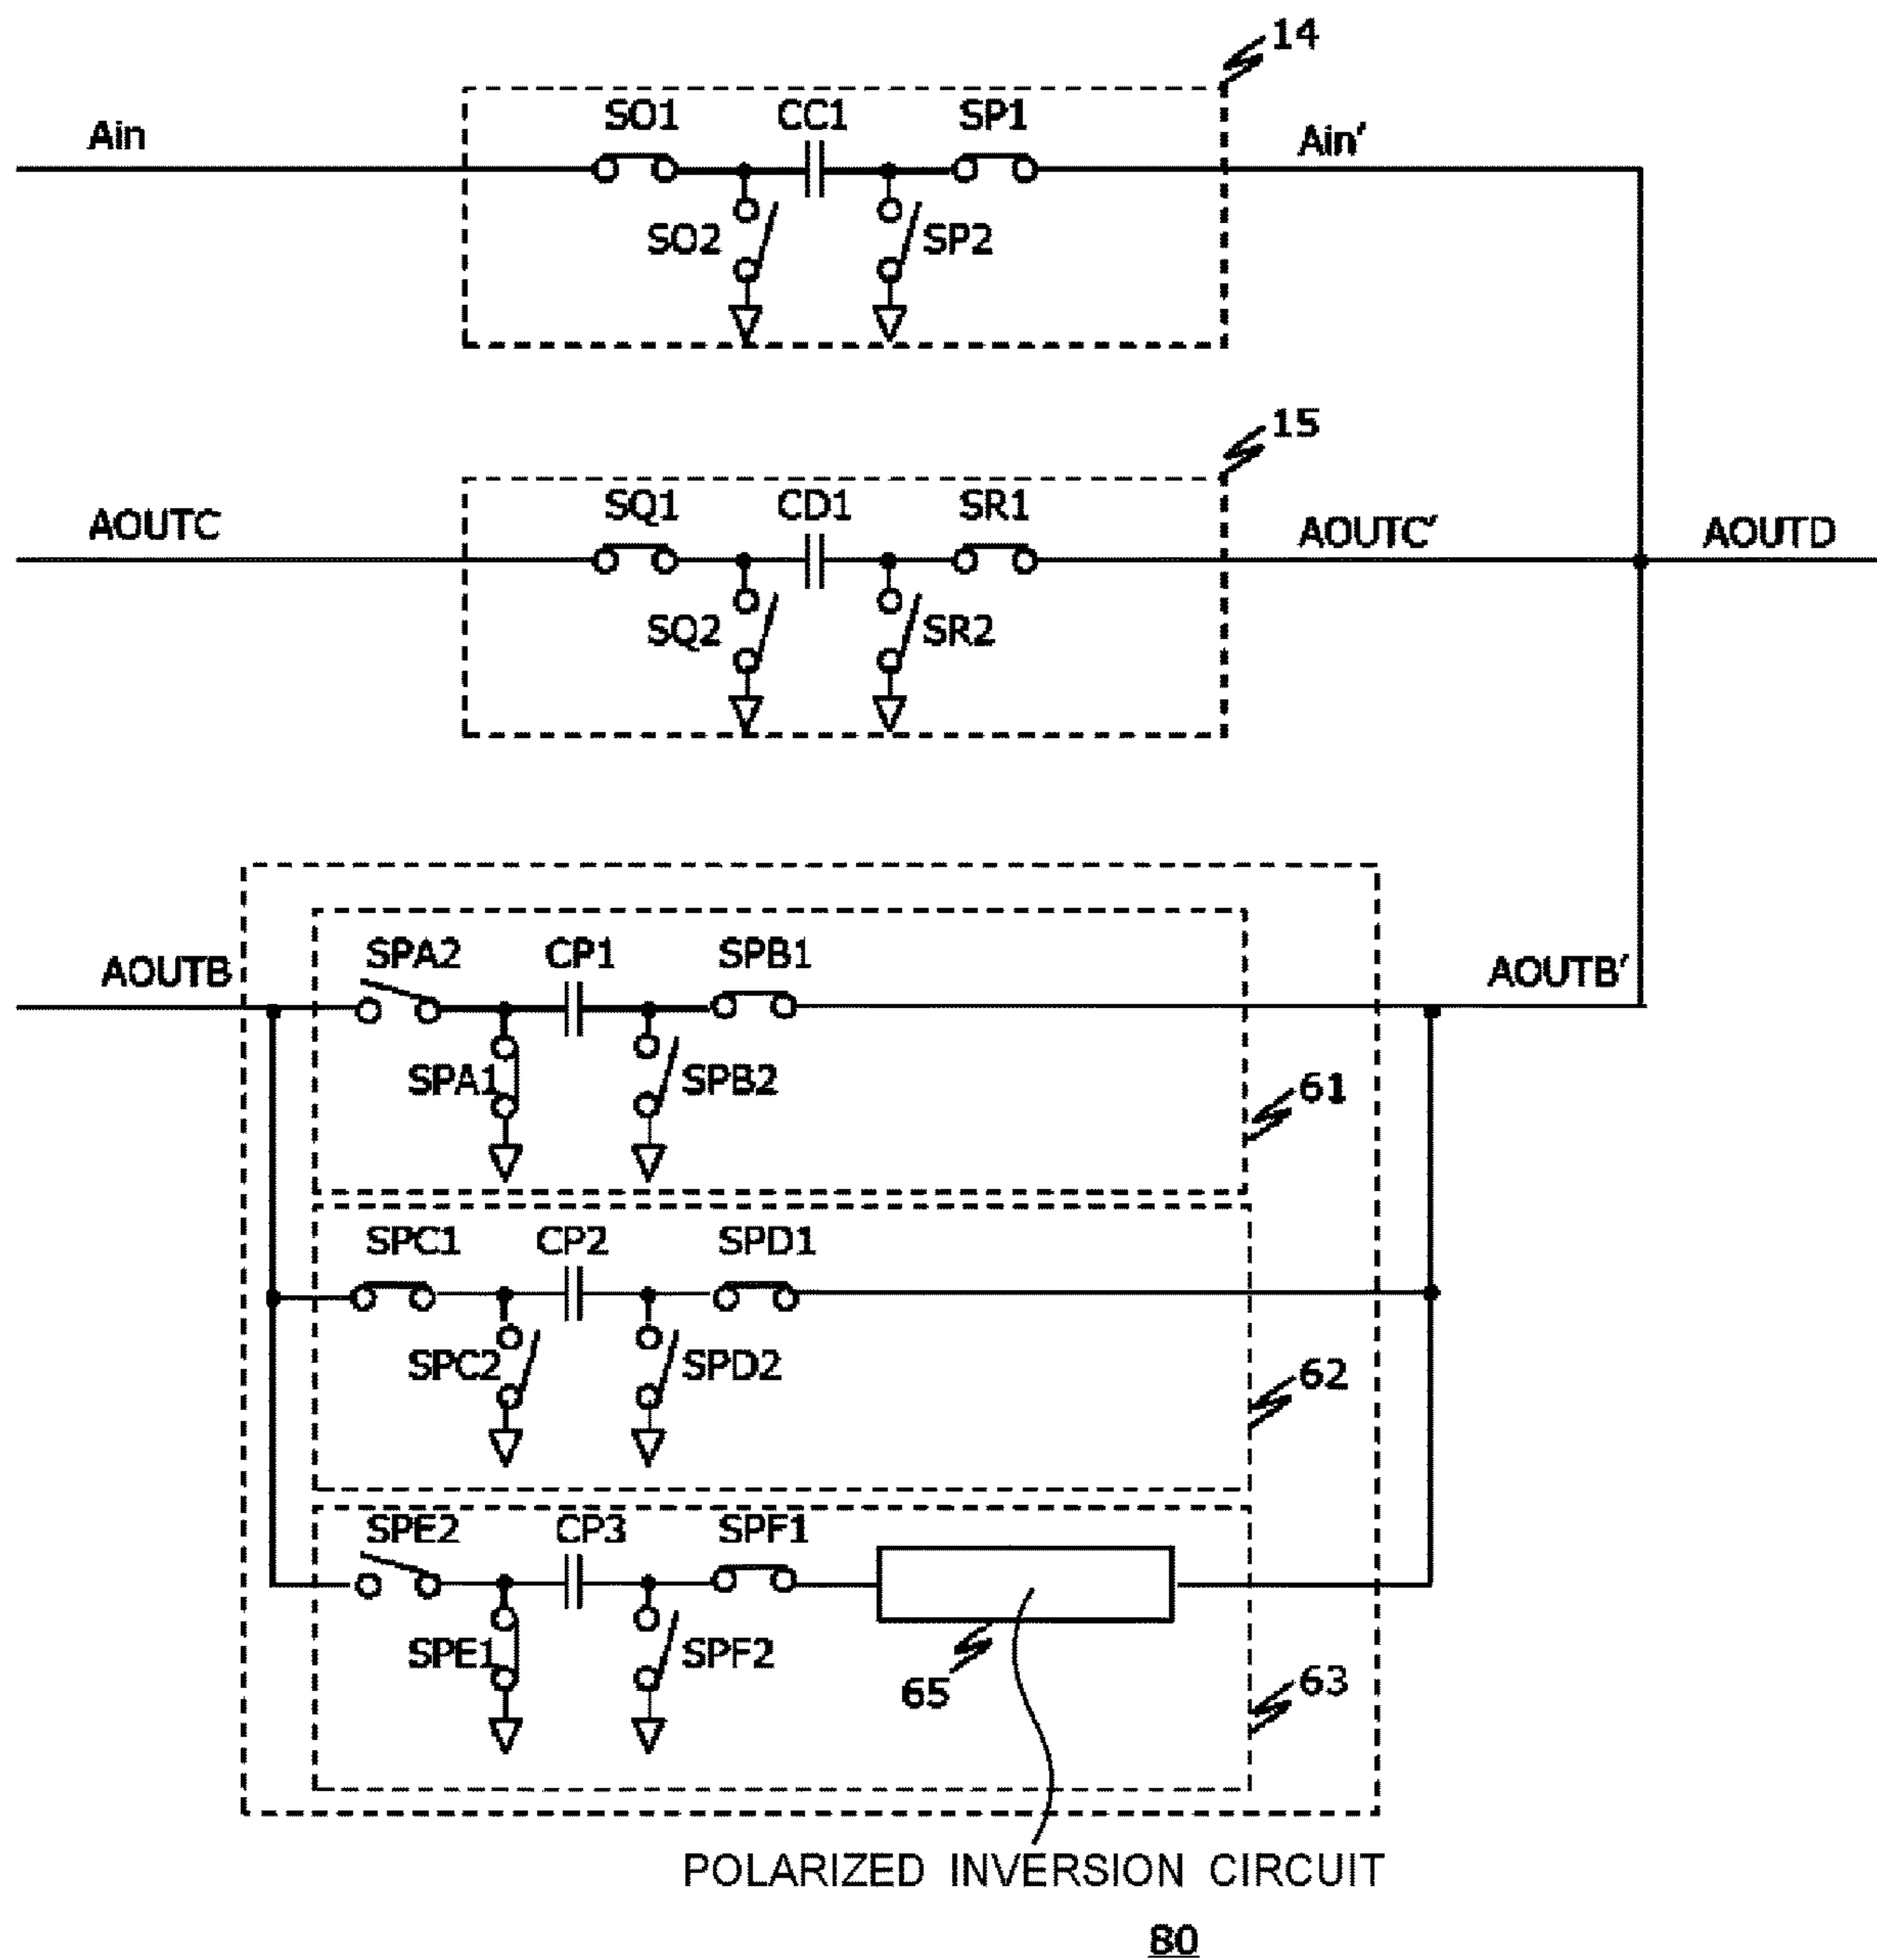 14
SO1 CC1 SP1
Ain Ain′
SO2 SP2
15
SQ1 CD1 SR1
AOUTC AOUTC′ AOUTD
SQ2 SR2
SPA2 CP1 SPB1
AOUTB AOUTB′
SPA1 SPB2
61
SPC1 CP2 SPD1
SPC2 SPD2
62
SPE2 CP3 SPF1
SPE1 SPF2
65
63
POLARIZED INVERSION CIRCUIT
80